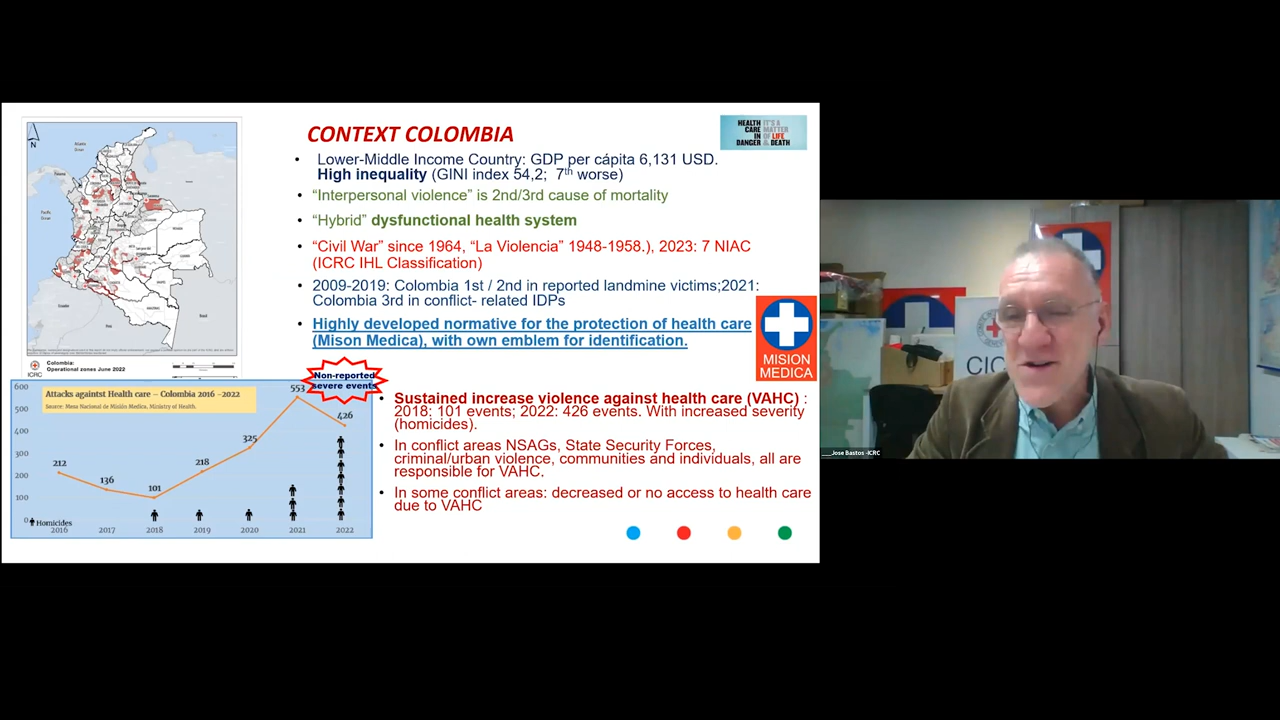 CONTEXT COLOMBIA
HEALTH CARE IN DANGER
IT'S A MATTER OF LIFE & DEATH
• Lower-Middle Income Country: GDP per cápita 6,131 USD.
High inequality (GINI index 54,2; 7th worse)
• “Interpersonal violence” is 2nd/3rd cause of mortality
• “Hybrid” dysfunctional health system
• “Civil War” since 1964, “La Violencia” 1948-1958.), 2023: 7 NIAC
(ICRC IHL Classification)
• 2009-2019: Colombia 1st / 2nd in reported landmine victims;2021:
Colombia 3rd in conflict- related IDPs
• Highly developed normative for the protection of health care
(Mison Medica), with own emblem for identification.
MISION
MEDICA
N
ICRC
Colombia:
Operational zones June 2022
Non-reported
severe events
Attacks againstt Health care – Colombia 2016 -2022
Source: Mesa Nacional de Misión Medica, Ministry of Health.
600
500
400
300
200
100
0
212
136
101
218
325
553
426
Homicides
2016 2017 2018 2019 2020 2021 2022
• Sustained increase violence against health care (VAHC) :
2018: 101 events; 2022: 426 events. With increased severity
(homicides).
• In conflict areas NSAGs, State Security Forces,
criminal/urban violence, communities and individuals, all are
responsible for VAHC.
• In some conflict areas: decreased or no access to health care
due to VAHC
CIC
___Jose Bastos -ICRC